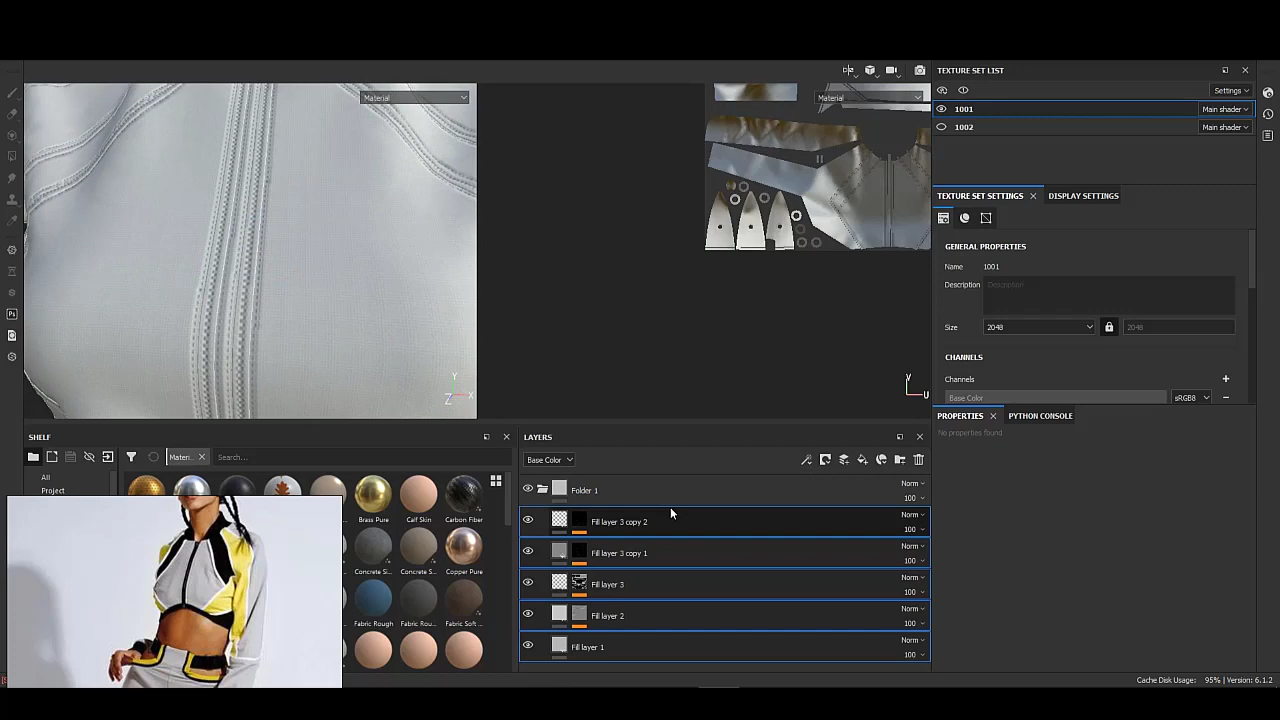 Material
Material
TEXTURE SET LIST
Settings
1001
Main shader
1002
Main shader
TEXTURE SET SETTINGS
DISPLAY SETTINGS
GENERAL PROPERTIES
Name
1001
Description
Description
Size
2048
2048
CHANNELS
Channels
Base Color
sRGB8
PROPERTIES
PYTHON CONSOLE
No properties found
Y
Z
X
V
U
SHELF
Materi...
Search...
All
Project
Brass Pure
Calf Skin
Carbon Fiber
Concrete S...
Concrete S...
Copper Pure
Fabric Rough
Fabric Rou...
Fabric Soft ...
LAYERS
Base Color
Folder 1
Norm
100
Fill layer 3 copy 2
Norm
100
Fill layer 3 copy 1
Norm
100
Fill layer 3
Norm
100
Fill layer 2
Norm
100
Fill layer 1
Norm
100
Ps
Cache Disk Usage: 95% | Version: 6.1.2